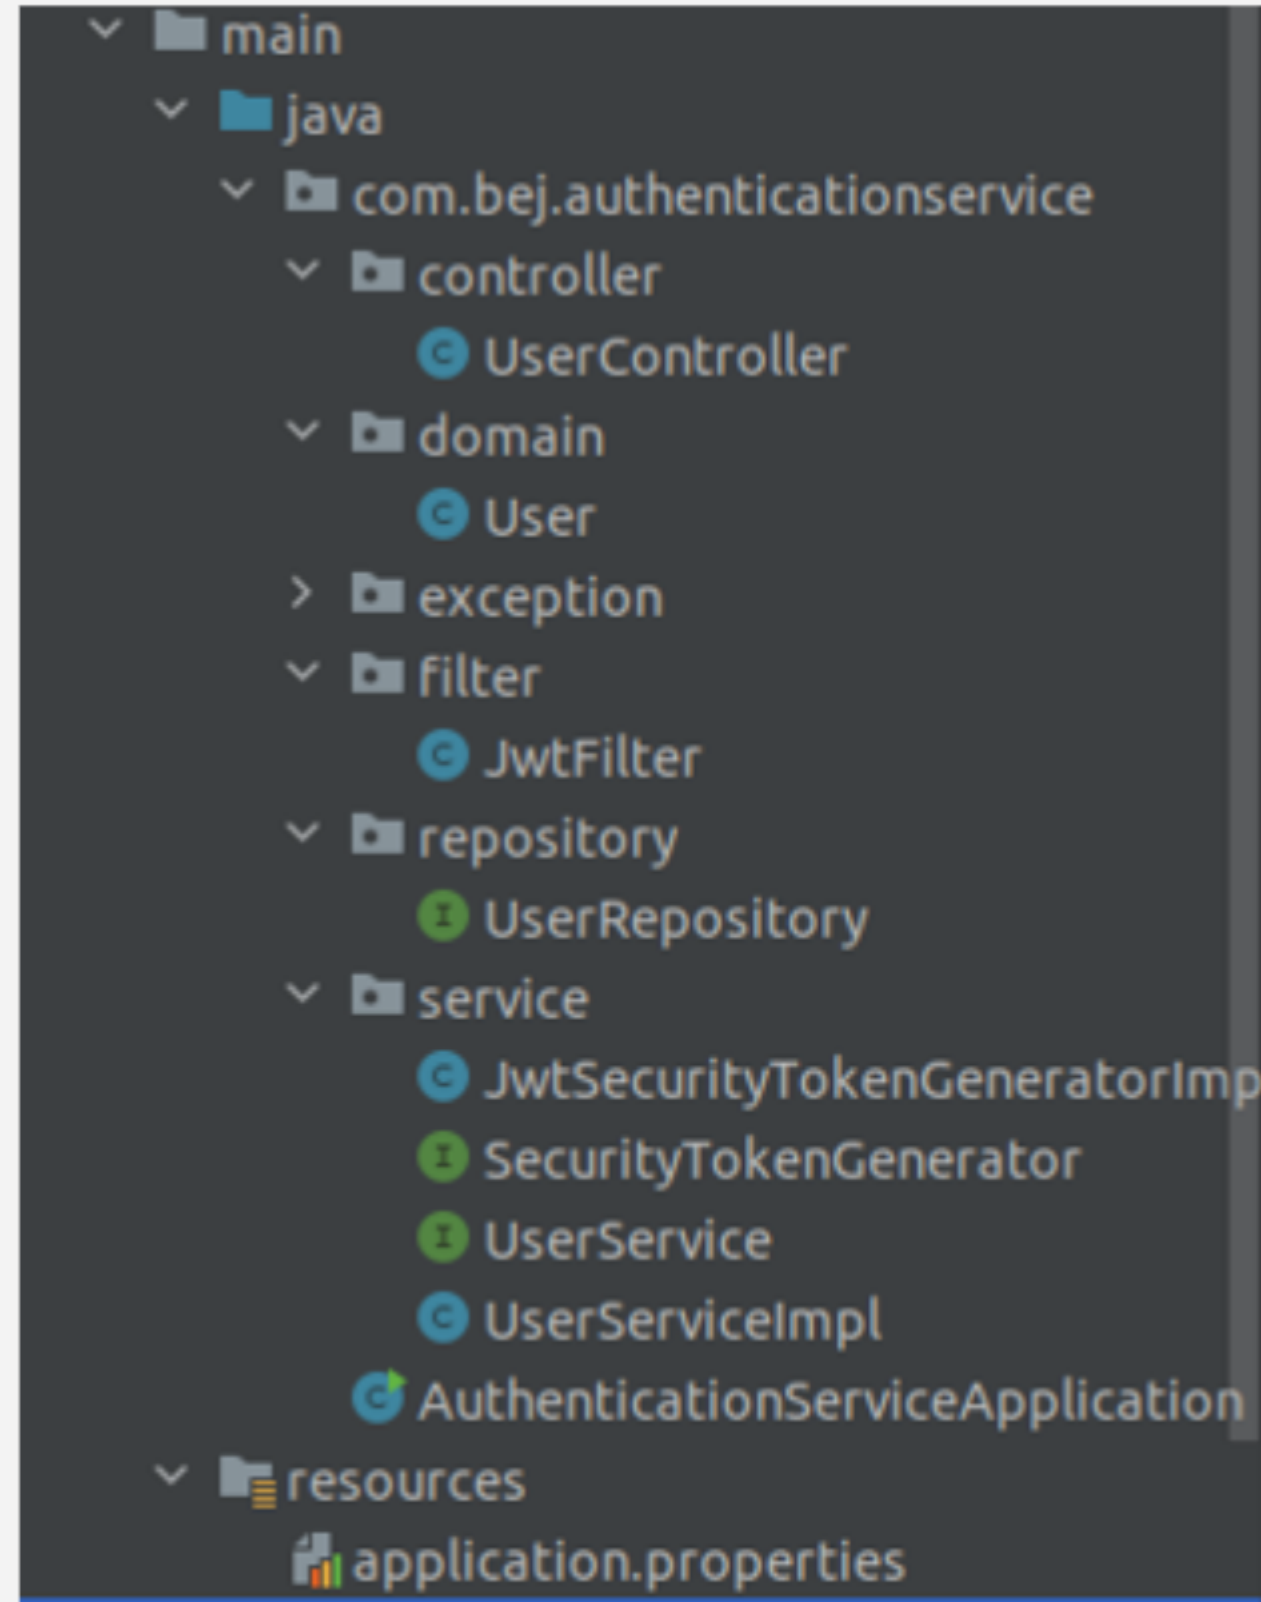 main
java
com.bej.authenticationservice
controller
UserController
domain
User
exception
filter
JwtFilter
repository
UserRepository
service
JwtSecurityTokenGeneratorImp
SecurityTokenGenerator
UserService
UserServiceImpl
AuthenticationServiceApplication
resources
application.properties